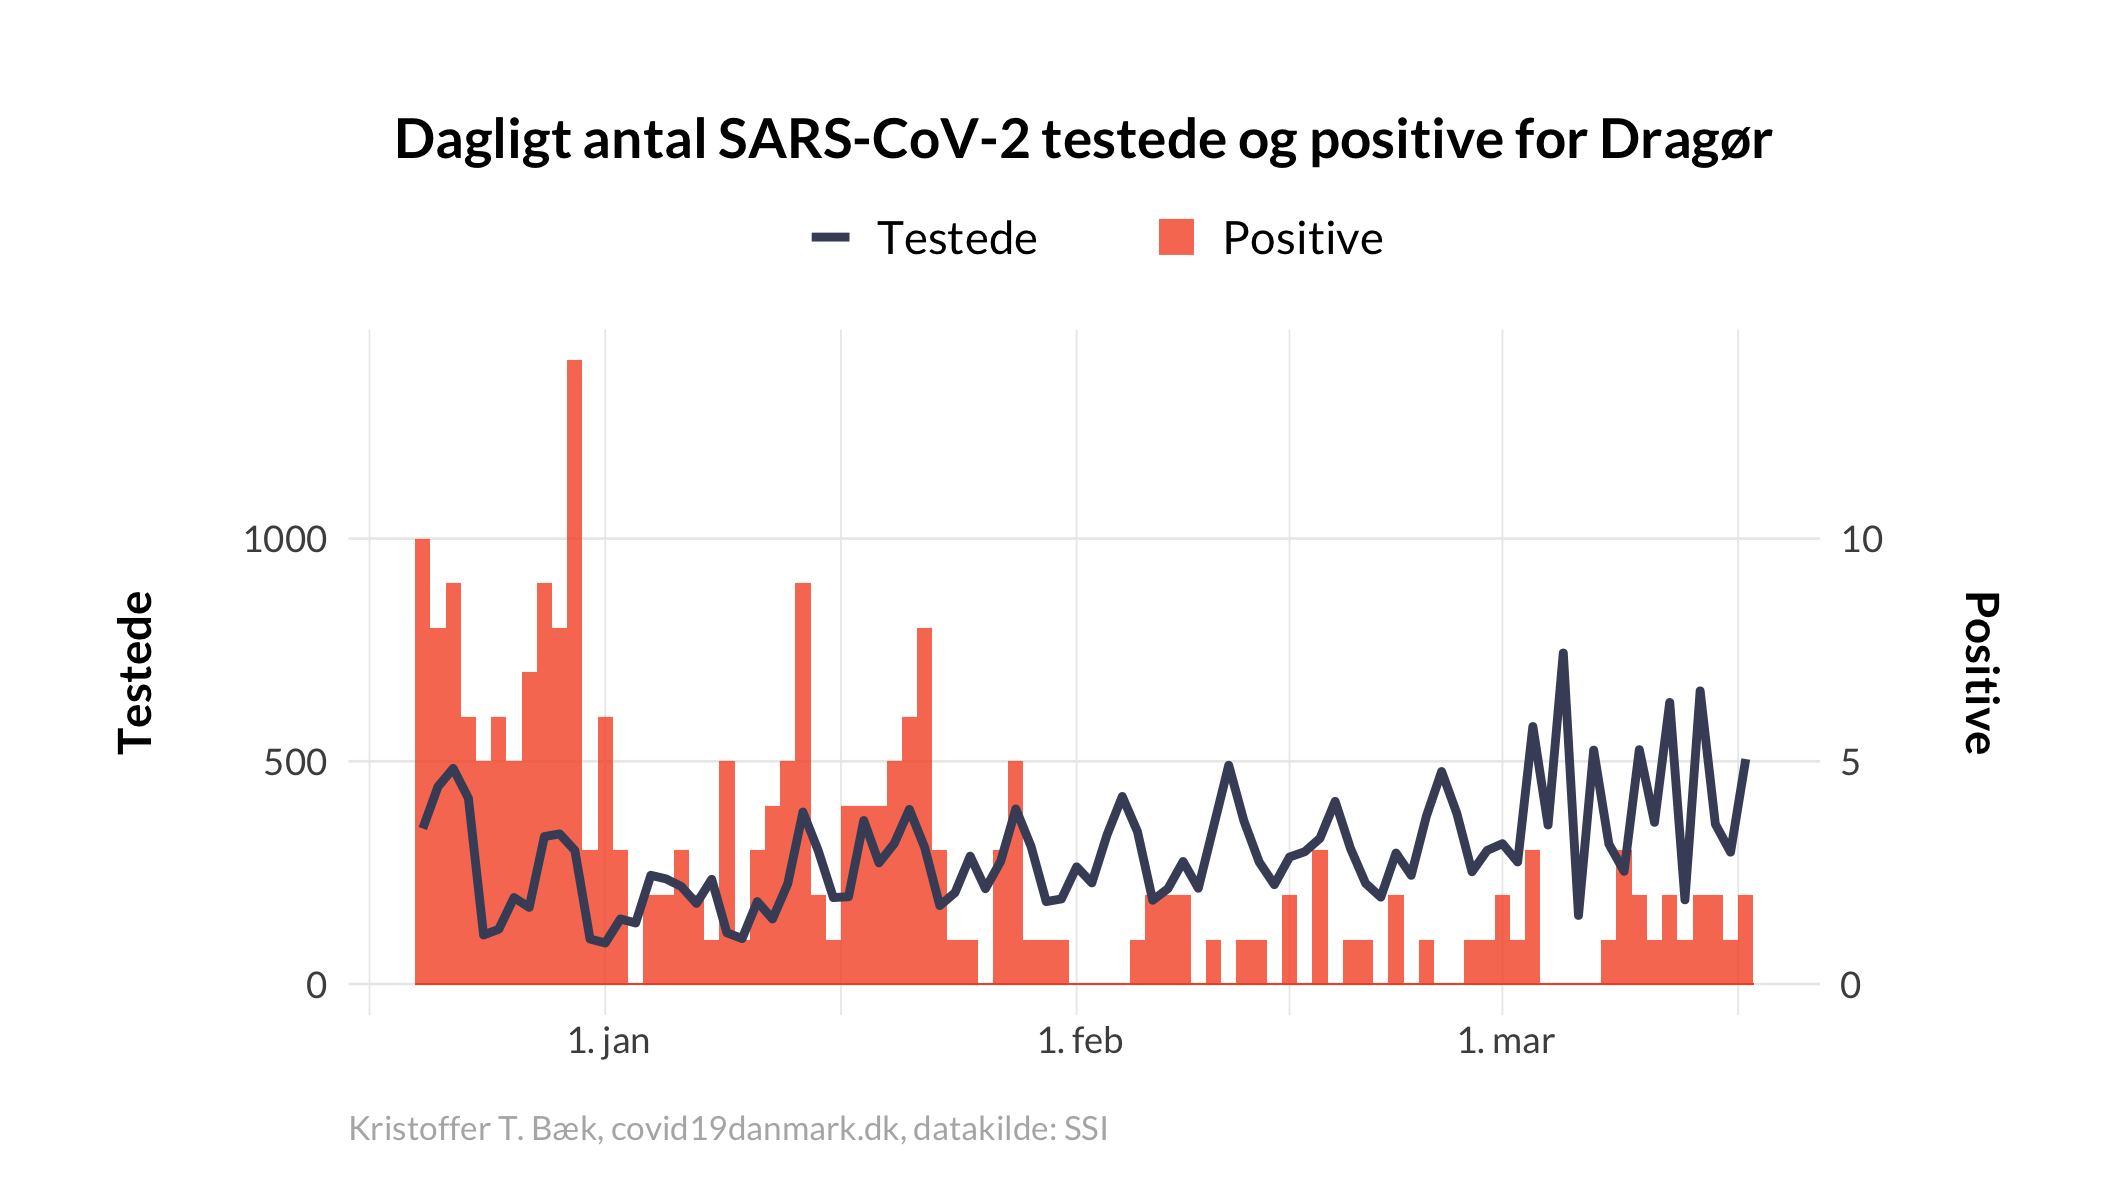 Dagligt antal SARS-CoV-2 testede og positive for Dragør
Testede
Positive
1000
500
0
Testede
10
5
0
Positive
1. jan
1. feb
1. mar
Kristoffer T. Bæk, covid19danmark.dk, datakilde: SSI